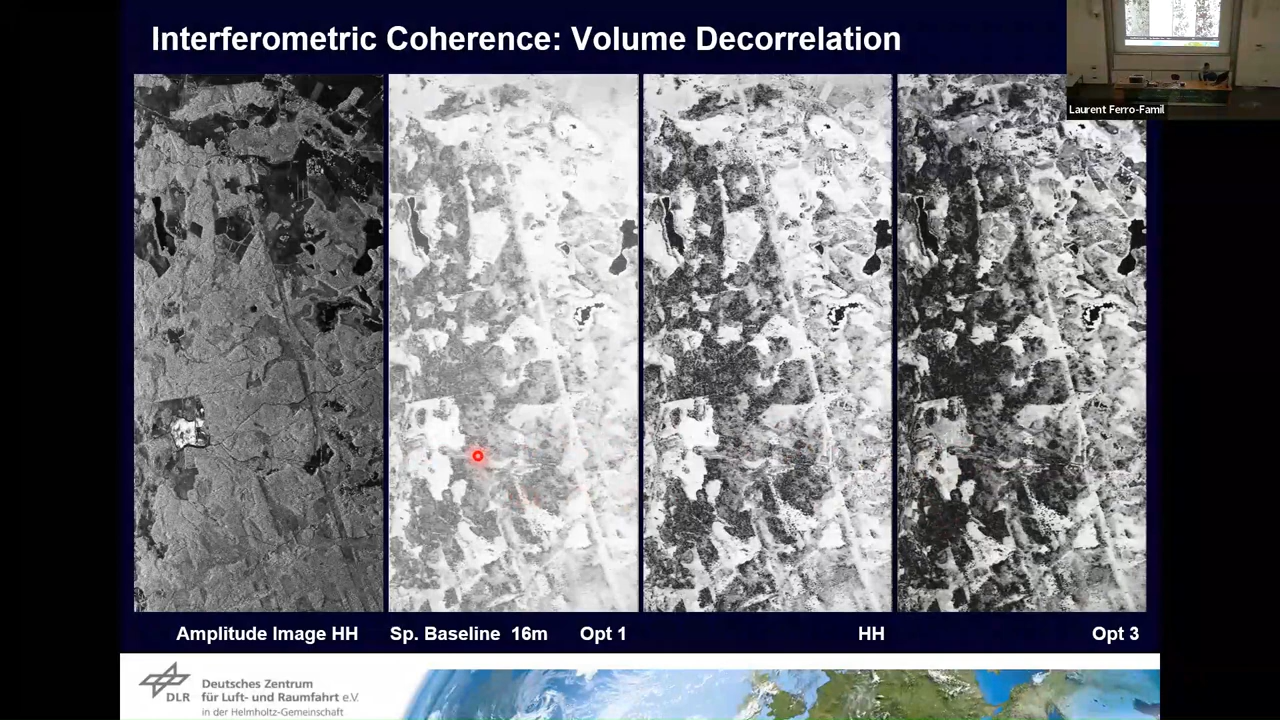 Interferometric Coherence: Volume Decorrelation
Laurent Ferro-Famil
Amplitude Image HH
Sp. Baseline 16m
Opt 1
HH
Opt 3
DLR
Deutsches Zentrum
für Luft- und Raumfahrt e.V.
in der Helmholtz-Gemeinschaft